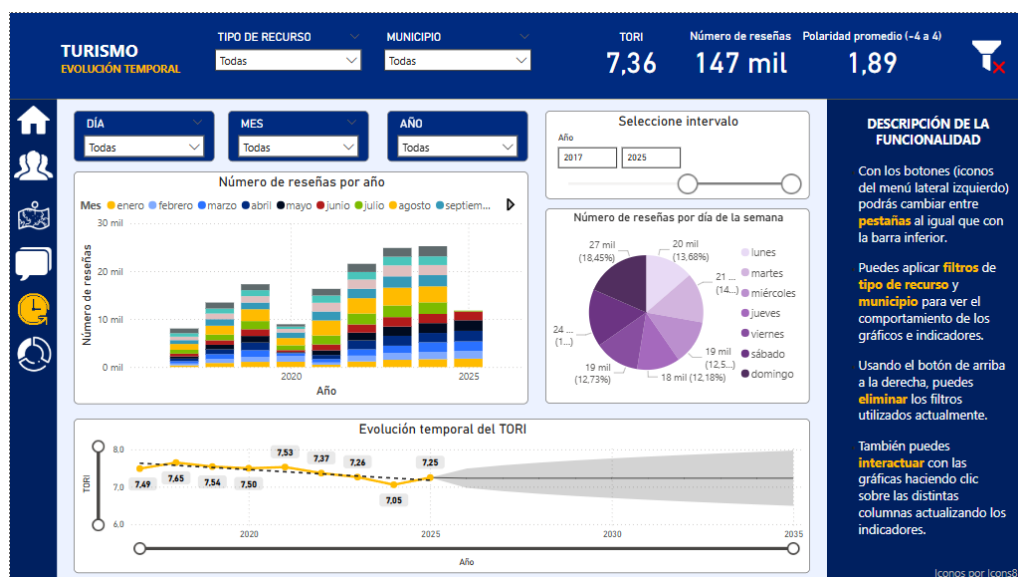 TURISMO
EVOLUCIÓN TEMPORAL
TIPO DE RECURSO
Todas
MUNICIPIO
Todas
TORI
7,36
Número de reseñas
147 mil
Polaridad promedio (-4 a 4)
1,89
DÍA
Todas
MES
Todas
AÑO
Todas
Seleccione intervalo
Año
2017
2025
Número de reseñas por año
Mes enero febrero marzo abril mayo junio julio agosto septiem...
Número de reseñas
30 mil
20 mil
10 mil
0 mil
2020
2025
Año
Número de reseñas por día de la semana
27 mil
(18,45%)
20 mil
(13,68%)
21 ...
(14...)
19 mil
(12,5...)
18 mil (12,18%)
19 mil
(12,73%)
24 ...
(1...)
lunes
martes
miércoles
jueves
viernes
sábado
domingo
Evolución temporal del TORI
TORI
8,0
7,0
6,0
7,49
7,65
7,54
7,50
7,53
7,37
7,26
7,05
7,25
2020
2025
2030
2035
Año
DESCRIPCIÓN DE LA
FUNCIONALIDAD
Con los botones (iconos
del menú lateral izquierdo)
podrás cambiar entre
pestañas al igual que con
la barra inferior.
Puedes aplicar filtros de
tipo de recurso y
municipio para ver el
comportamiento de los
gráficos e indicadores.
Usando el botón de arriba
a la derecha, puedes
eliminar los filtros
utilizados actualmente.
También puedes
interactuar con las
gráficas haciendo clic
sobre las distintas
columnas actualizando los
indicadores.
Iconos por Icons8